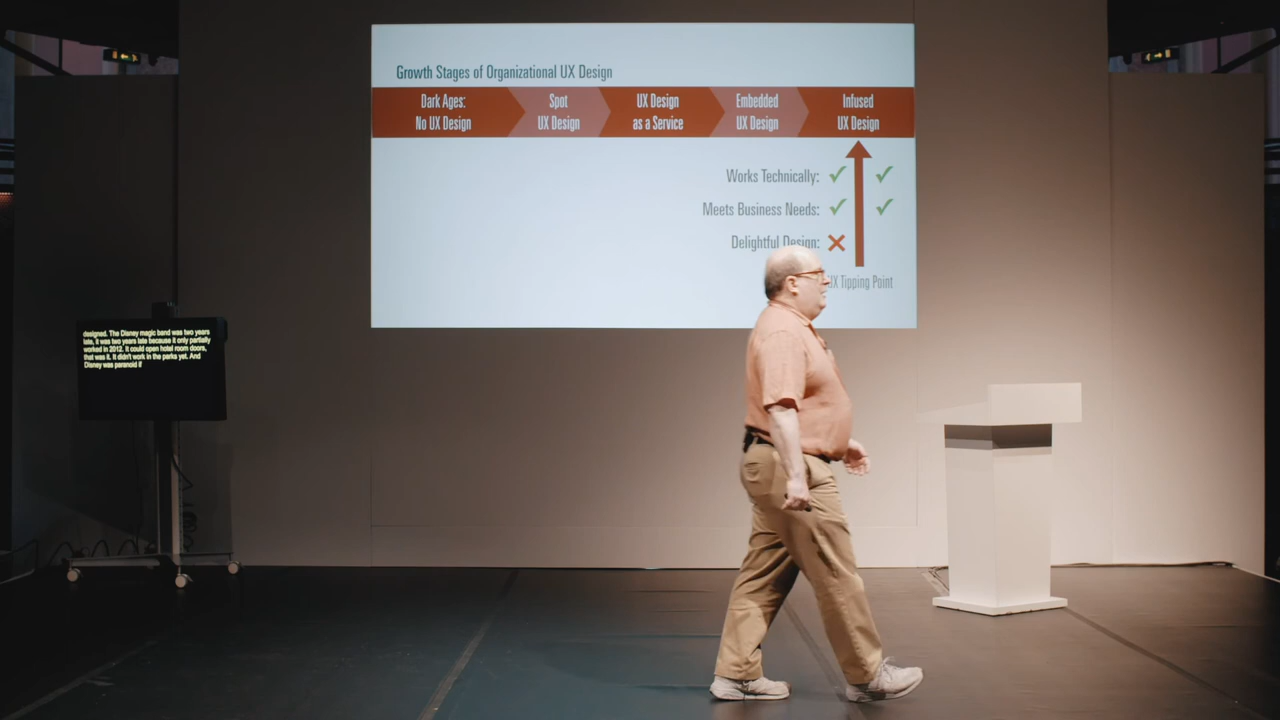 Growth Stages of Organizational UX Design
Dark Ages:
No UX Design
Spot
UX Design
UX Design
as a Service
Embedded
UX Design
Infused
UX Design
Works Technically:
Meets Business Needs:
Delightful Design:
UX Tipping Point
designed. The Disney magic band was two years
late, it was two years late because it only partially
worked in 2012. It could open hotel room doors,
that was it. It didn't work in the parks yet. And
Disney was paranoid if